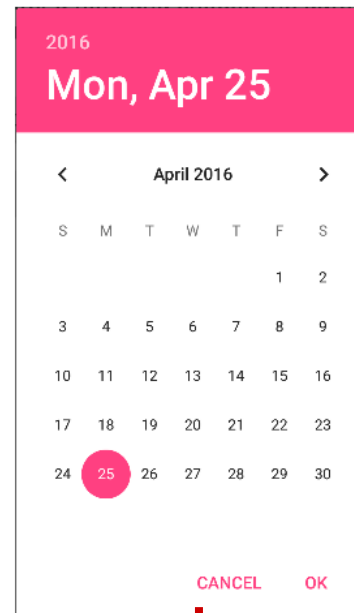 2016
Mon, Apr 25
April 2016
S M T W T F S
1 2
3 4 5 6 7 8 9
10 11 12 13 14 15 16
17 18 19 20 21 22 23
24 25 26 27 28 29 30
CANCEL OK